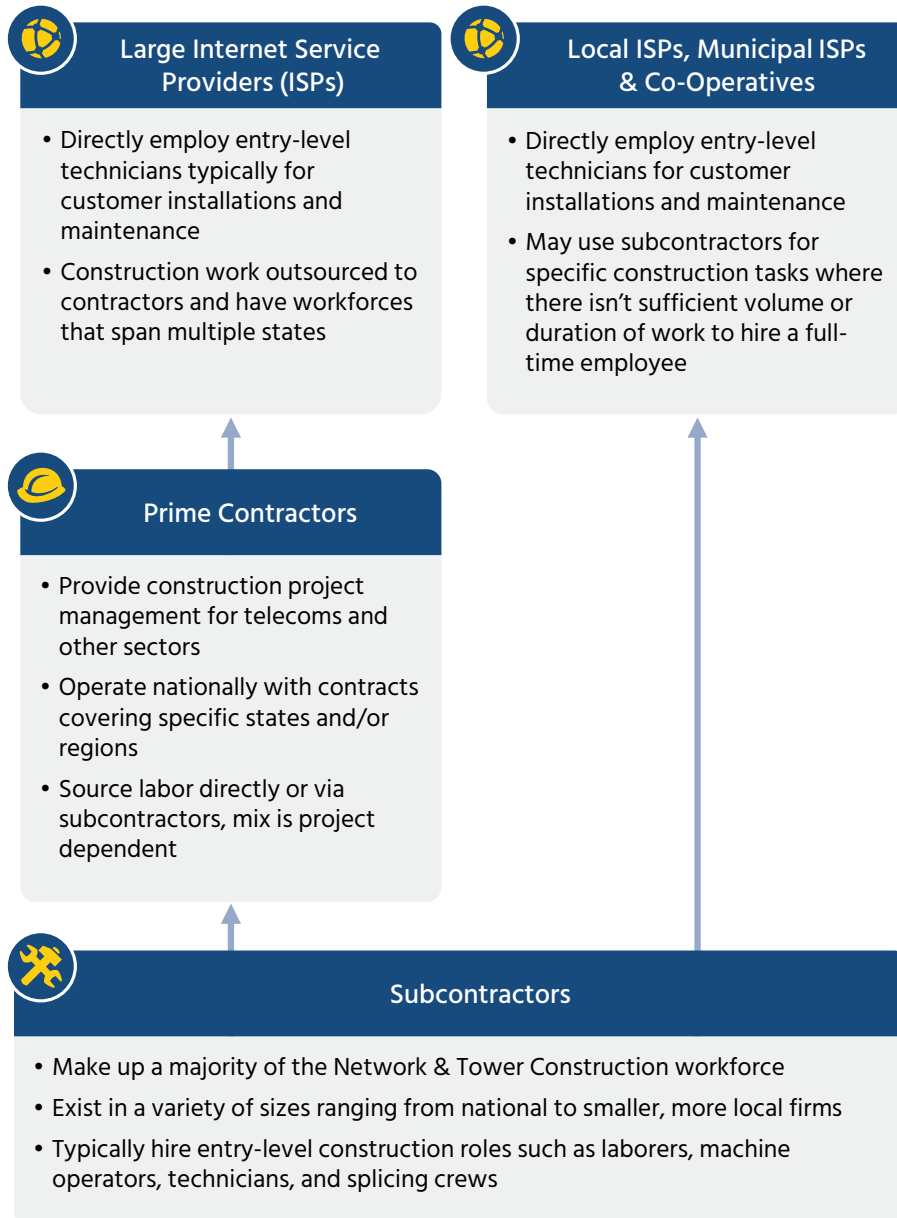 Large Internet Service
Providers (ISPs)
• Directly employ entry-level
technicians typically for
customer installations and
maintenance
• Construction work outsourced to
contractors and have workforces
that span multiple states
Local ISPs, Municipal ISPs
& Co-Operatives
• Directly employ entry-level
technicians for customer
installations and maintenance
• May use subcontractors for
specific construction tasks where
there isn’t sufficient volume or
duration of work to hire a full-
time employee
Prime Contractors
• Provide construction project
management for telecoms and
other sectors
• Operate nationally with contracts
covering specific states and/or
regions
• Source labor directly or via
subcontractors, mix is project
dependent
Subcontractors
• Make up a majority of the Network & Tower Construction workforce
• Exist in a variety of sizes ranging from national to smaller, more local firms
• Typically hire entry-level construction roles such as laborers, machine
operators, technicians, and splicing crews